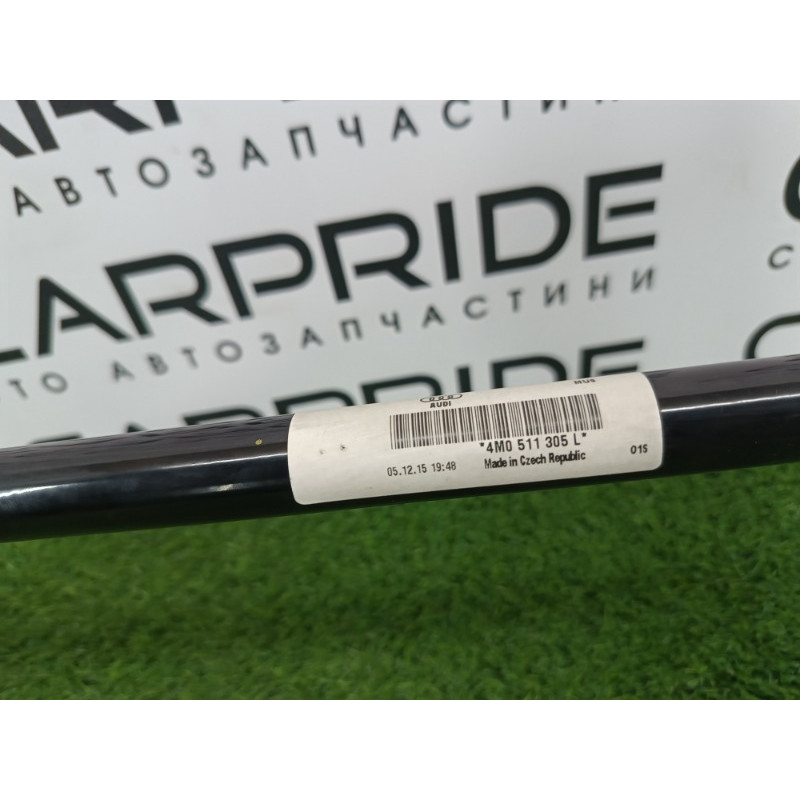 АВТОЗАПЧАСТИНИ
CARPRIDE
АВТОЗАПЧАСТИНИ
AUDI
*4M0 511 305 L*
05.12.15 19:48
Made in Czech Republic
015